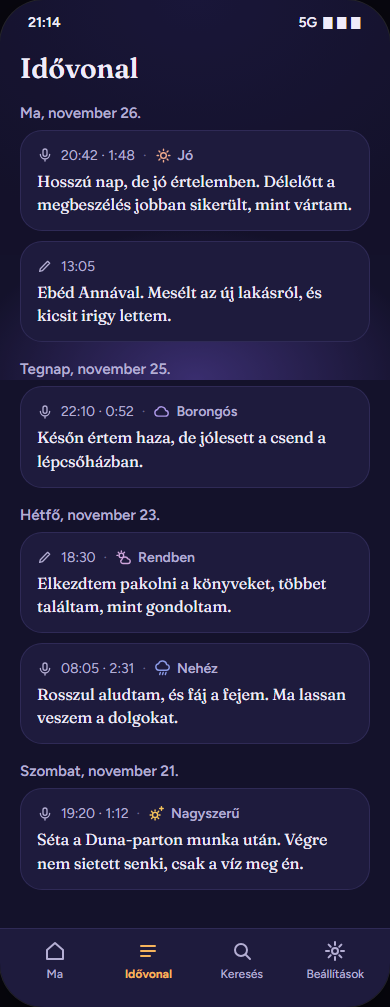 21:14
5G
Idővonal
Ma, november 26.
20:42 · 1:48 · Jó
Hosszú nap, de jó értelemben. Délelőtt a
megbeszélés jobban sikerült, mint vártam.
13:05
Ebéd Annával. Mesélt az új lakásról, és
kicsit irigy lettem.
Tegnap, november 25.
22:10 · 0:52 · Borongós
Későn értem haza, de jólesett a csend a
lépcsőházban.
Hétfő, november 23.
18:30 · Rendben
Elkezdtem pakolni a könyveket, többet
találtam, mint gondoltam.
08:05 · 2:31 · Nehéz
Rosszul aludtam, és fáj a fejem. Ma lassan
veszem a dolgokat.
Szombat, november 21.
19:20 · 1:12 · Nagyszerű
Séta a Duna-parton munka után. Végre
nem sietett senki, csak a víz meg én.
Ma
Idővonal
Keresés
Beállítások